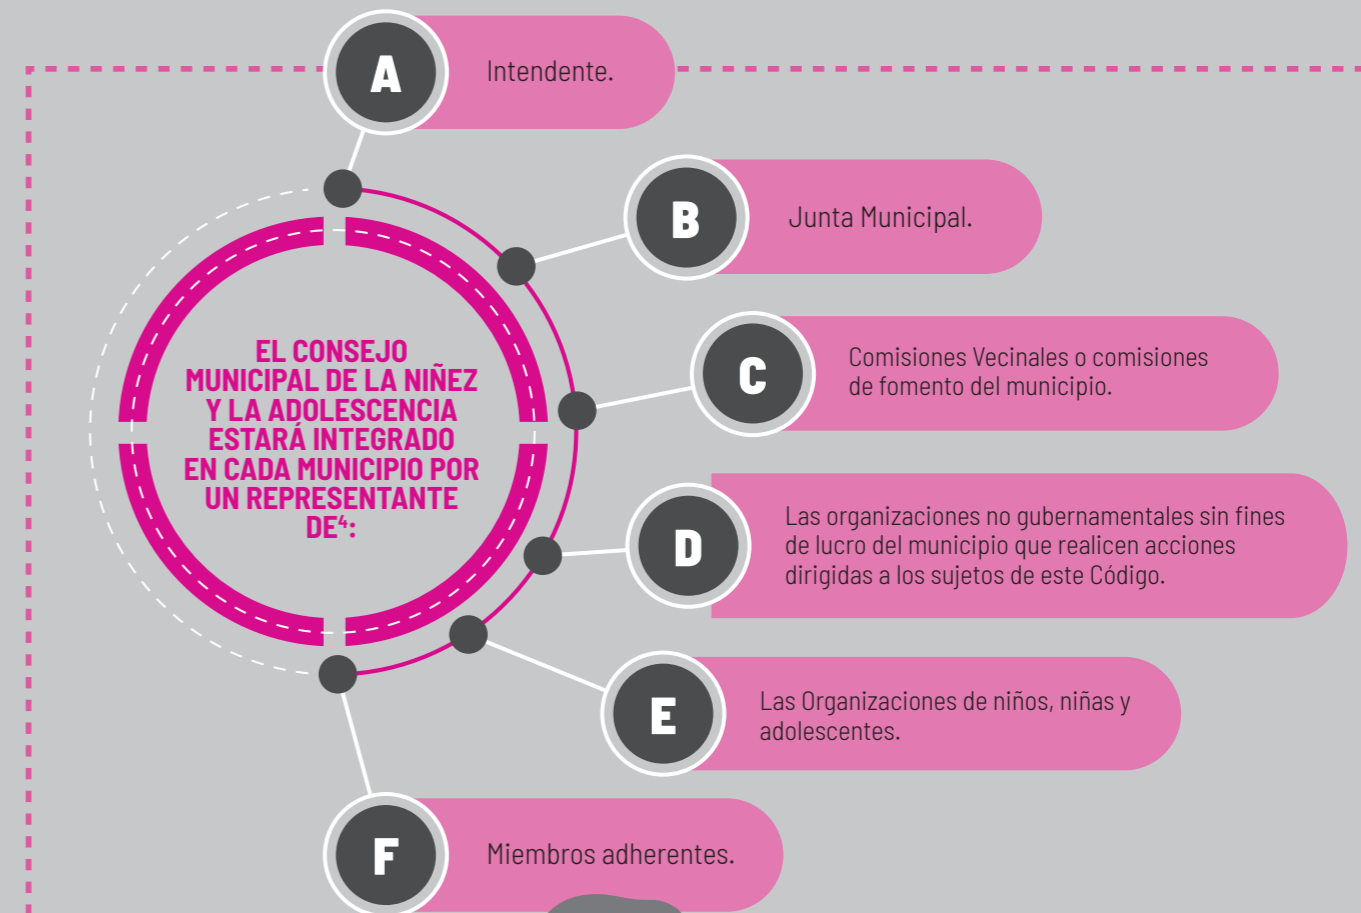 A
Intendente.
B
Junta Municipal.
C
Comisiones Vecinales o comisiones
de fomento del municipio.
EL CONSEJO
MUNICIPAL DE LA NIÑEZ
Y LA ADOLESCENCIA
ESTARÁ INTEGRADO
EN CADA MUNICIPIO POR
UN REPRESENTANTE
DE⁴:
D
Las organizaciones no gubernamentales sin fines
de lucro del municipio que realicen acciones
dirigidas a los sujetos de este Código.
E
Las Organizaciones de niños, niñas y
adolescentes.
F
Miembros adherentes.